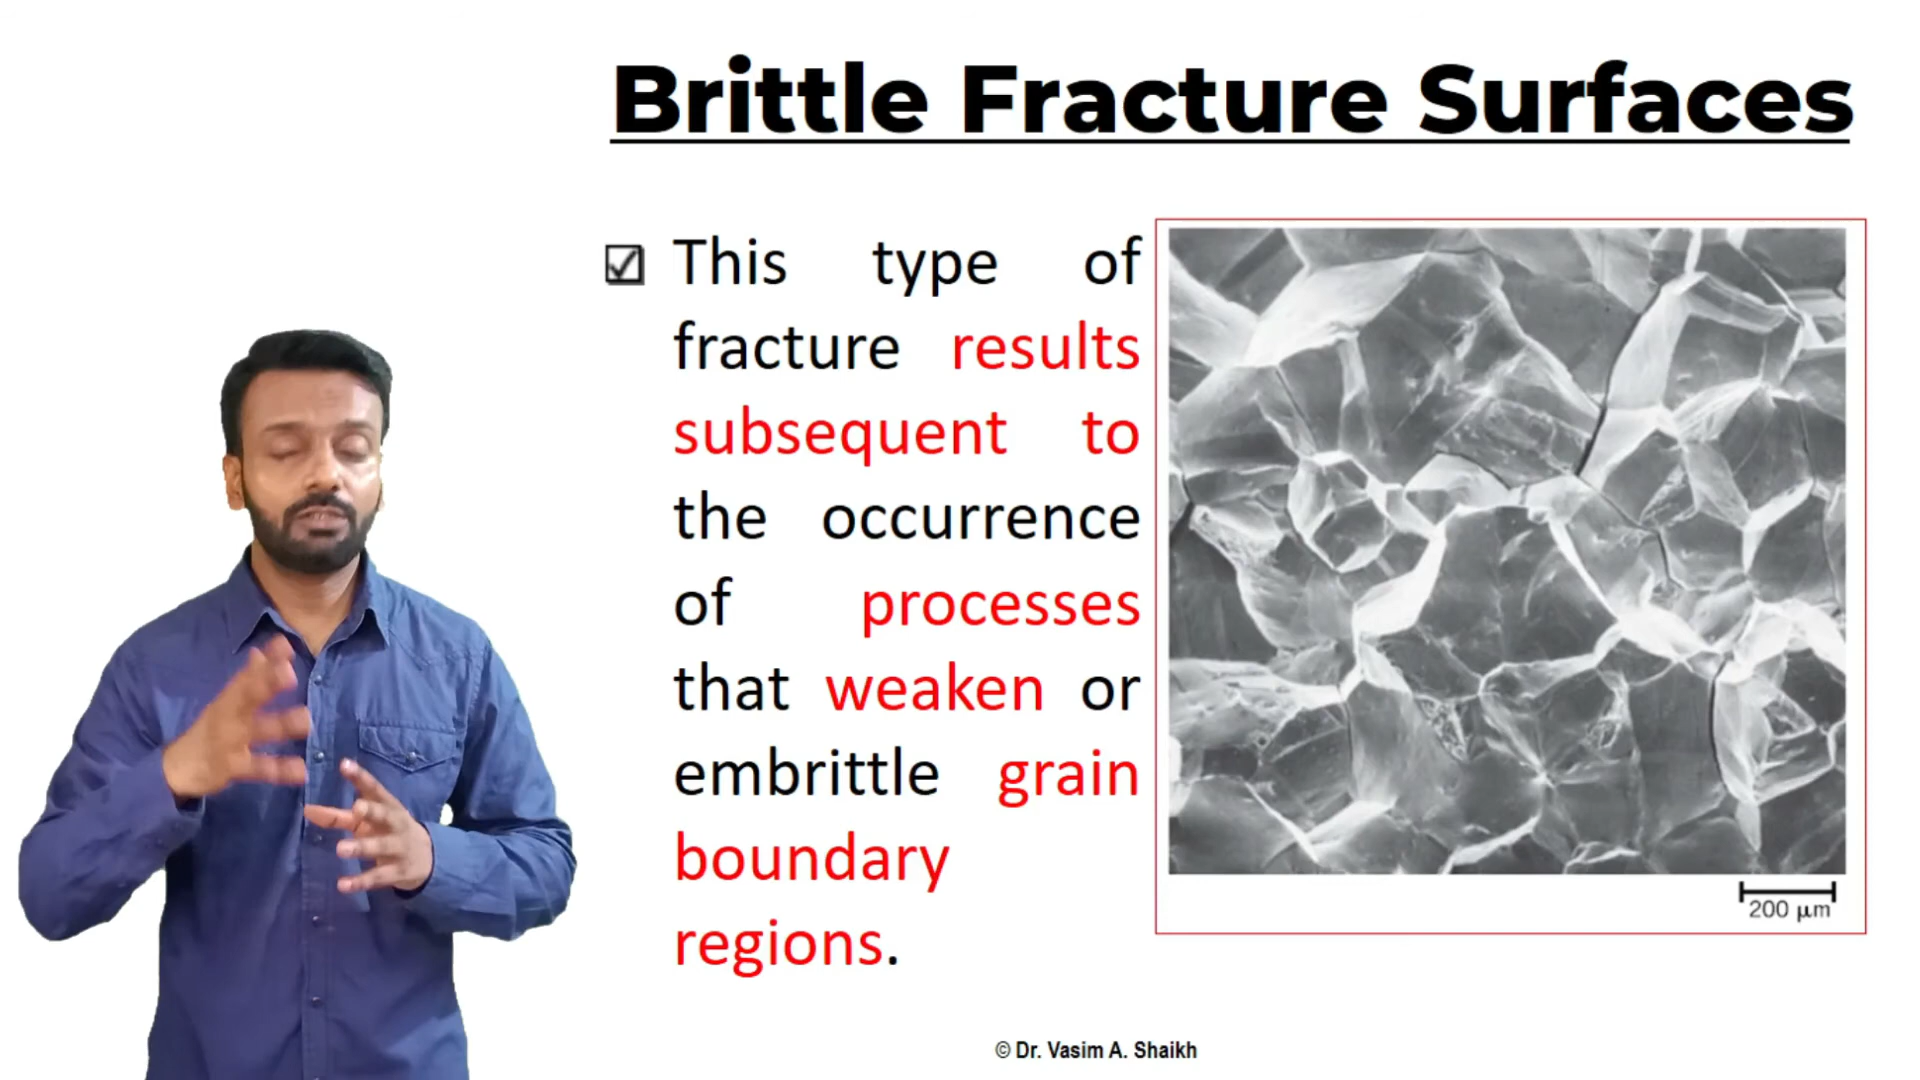 Brittle Fracture Surfaces
☑ This type of
fracture results
subsequent to
the occurrence
of processes
that weaken or
embrittle grain
boundary
regions.
200 μm
© Dr. Vasim A. Shaikh